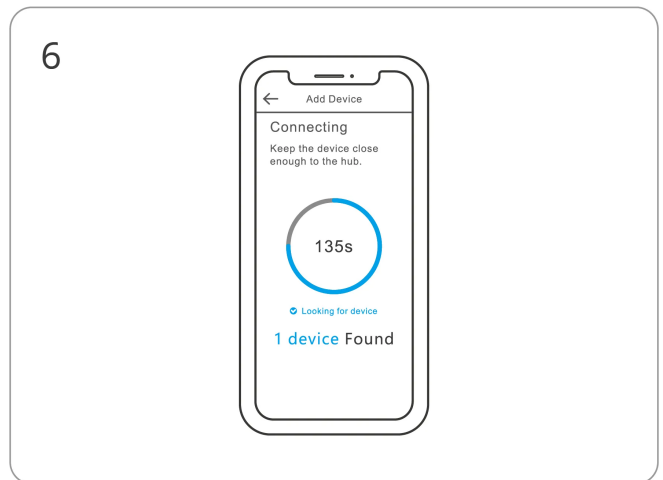 6
Add Device
Connecting
Keep the device close
enough to the hub.
135s
Looking for device
1 device Found